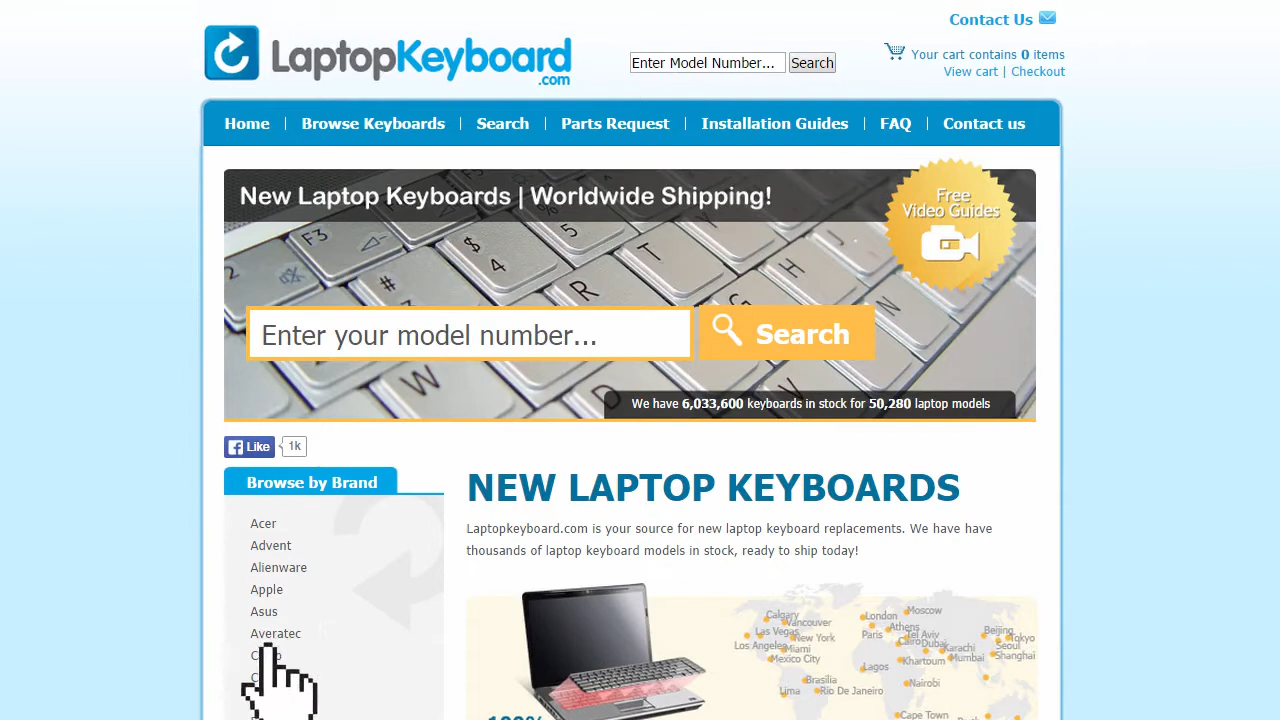 Contact Us
LaptopKeyboard
.com
Enter Model Number...
Search
Your cart contains 0 items
View cart | Checkout
Home
Browse Keyboards
Search
Parts Request
Installation Guides
FAQ
Contact us
New Laptop Keyboards | Worldwide Shipping!
Free
Video Guides
F3
2
$
4
5
#
R
T
G
H
N
W
D
V
Enter your model number...
Search
We have 6,033,600 keyboards in stock for 50,280 laptop models
Like
1k
Browse by Brand
Acer
Advent
Alienware
Apple
Asus
Averatec
NEW LAPTOP KEYBOARDS
Laptopkeyboard.com is your source for new laptop keyboard replacements. We have have
thousands of laptop keyboard models in stock, ready to ship today!
Calgary
Vancouver
Las Vegas
New York
Los Angeles
Miami
Mexico City
Brasília
Lima
Rio De Janeiro
London
Moscow
Paris
Athens
Tel Aviv
Cairo
Dubai
Karachi
Khartoum
Mumbai
Lagos
Nairobi
Cape Town
Beijing
Tokyo
Seoul
Shanghai
100%